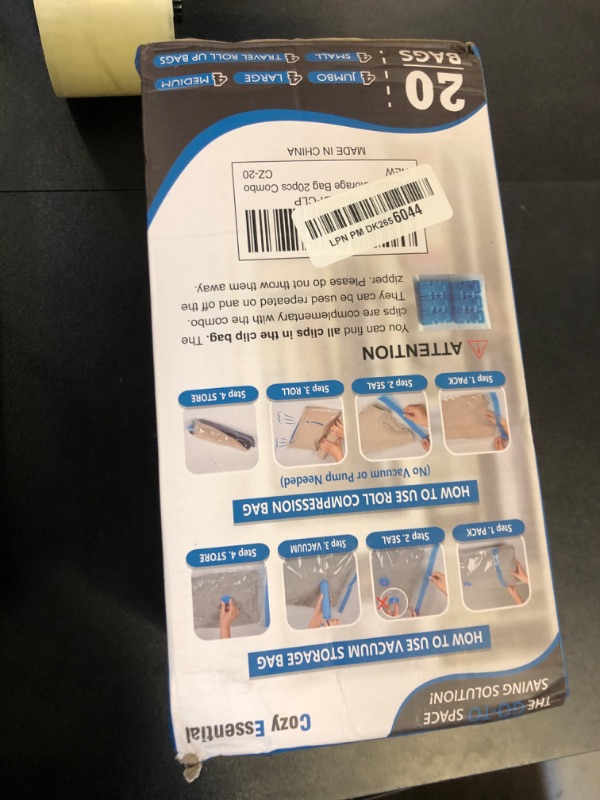 THE GO-TO SPACE
SAVING SOLUTION!
Cozy Essential
HOW TO USE VACUUM STORAGE BAG
Step 1. PACK
Step 2. SEAL
Step 3. VACUUM
Step 4. STORE
HOW TO USE ROLL COMPRESSION BAG
(No Vacuum or Pump Needed)
Step 1. PACK
Step 2. SEAL
Step 3. ROLL
Step 4. STORE
ATTENTION
You can find all clips in the clip bag. The
clips are complementary with the combo.
They can be used repeated on and off the
zipper. Please do not throw them away.
LPN PM DK2656044
Bag 20pcs Combo
CZ-20
MADE IN CHINA
20
BAGS
4 JUMBO
4 LARGE
4 MEDIUM
4 SMALL
4 TRAVEL ROLL UP BAGS